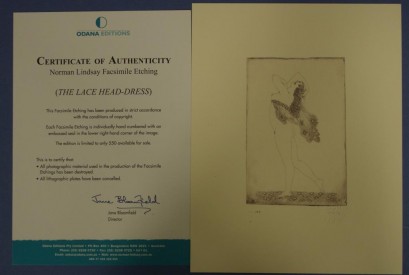 ODANA EDITIONS
CERTIFICATE OF AUTHENTICITY
Norman Lindsay Facsimile Etching
(THE LACE HEAD-DRESS)
This Facsimile Etching has been produced in strict accordance
with the conditions of copyright.
Each Facsimile Etching is individually hand numbered with an
embossed seal in the lower right-hand corner of the image.
The edition is limited to only 550 available for sale.
This is to certify that:
• All photographic material used in the production of the Facsimile
Etchings has been destroyed.
• All lithographic plates have been cancelled.
Jane Bloomfield
Director